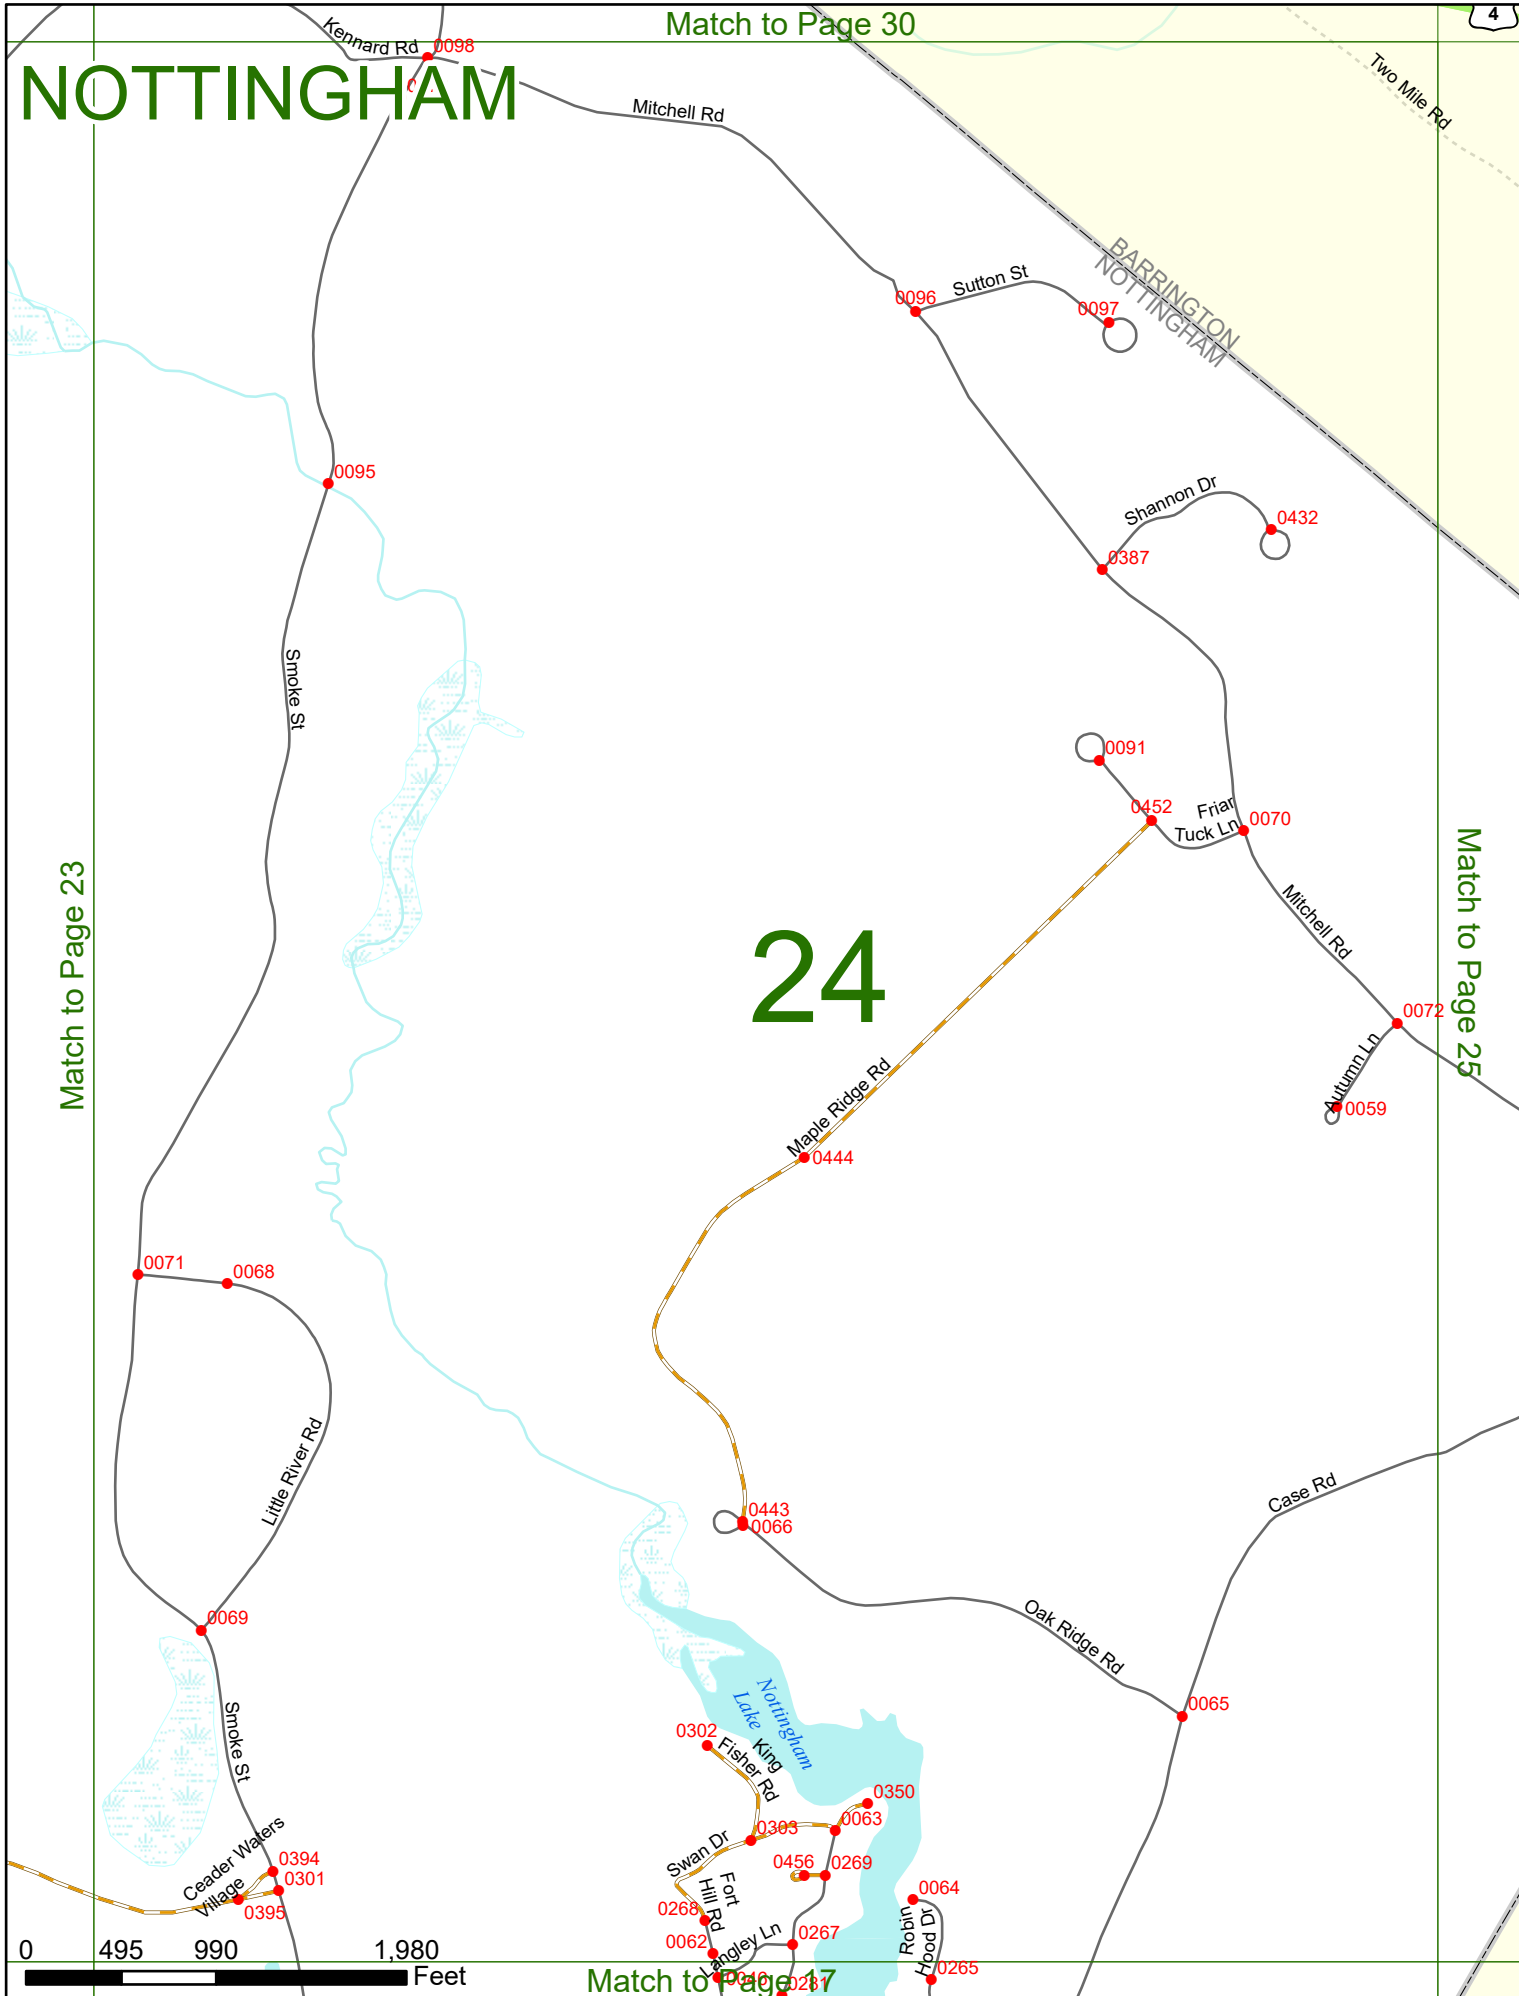 Match to Page 30
4
Kennard Rd
0098
NOTTINGHAM
Mitchell Rd
Two Mile Rd
BARRINGTON
NOTTINGHAM
Sutton St
0096
0097
0095
Shannon Dr
0432
0387
Smoke St
0091
0452
Friar
Tuck Ln
0070
Match to Page 23
Match to Page 25
24
Mitchell Rd
0072
Autumn Ln
0059
Maple Ridge Rd
0444
0071
0068
Little River Rd
Case Rd
0443
0066
0069
Oak Ridge Rd
0065
Smoke St
Nottingham
Lake
0302
King
Fisher Rd
0350
0063
0303
Swan Dr
0456
0269
Ceader Waters
Village
0394
0301
0395
Fort
Hill Rd
0268
0064
Robin
Hood Dr
0267
0062
Langley Ln
0265
0281
0 495 990 1,980
Feet
Match to Page 17